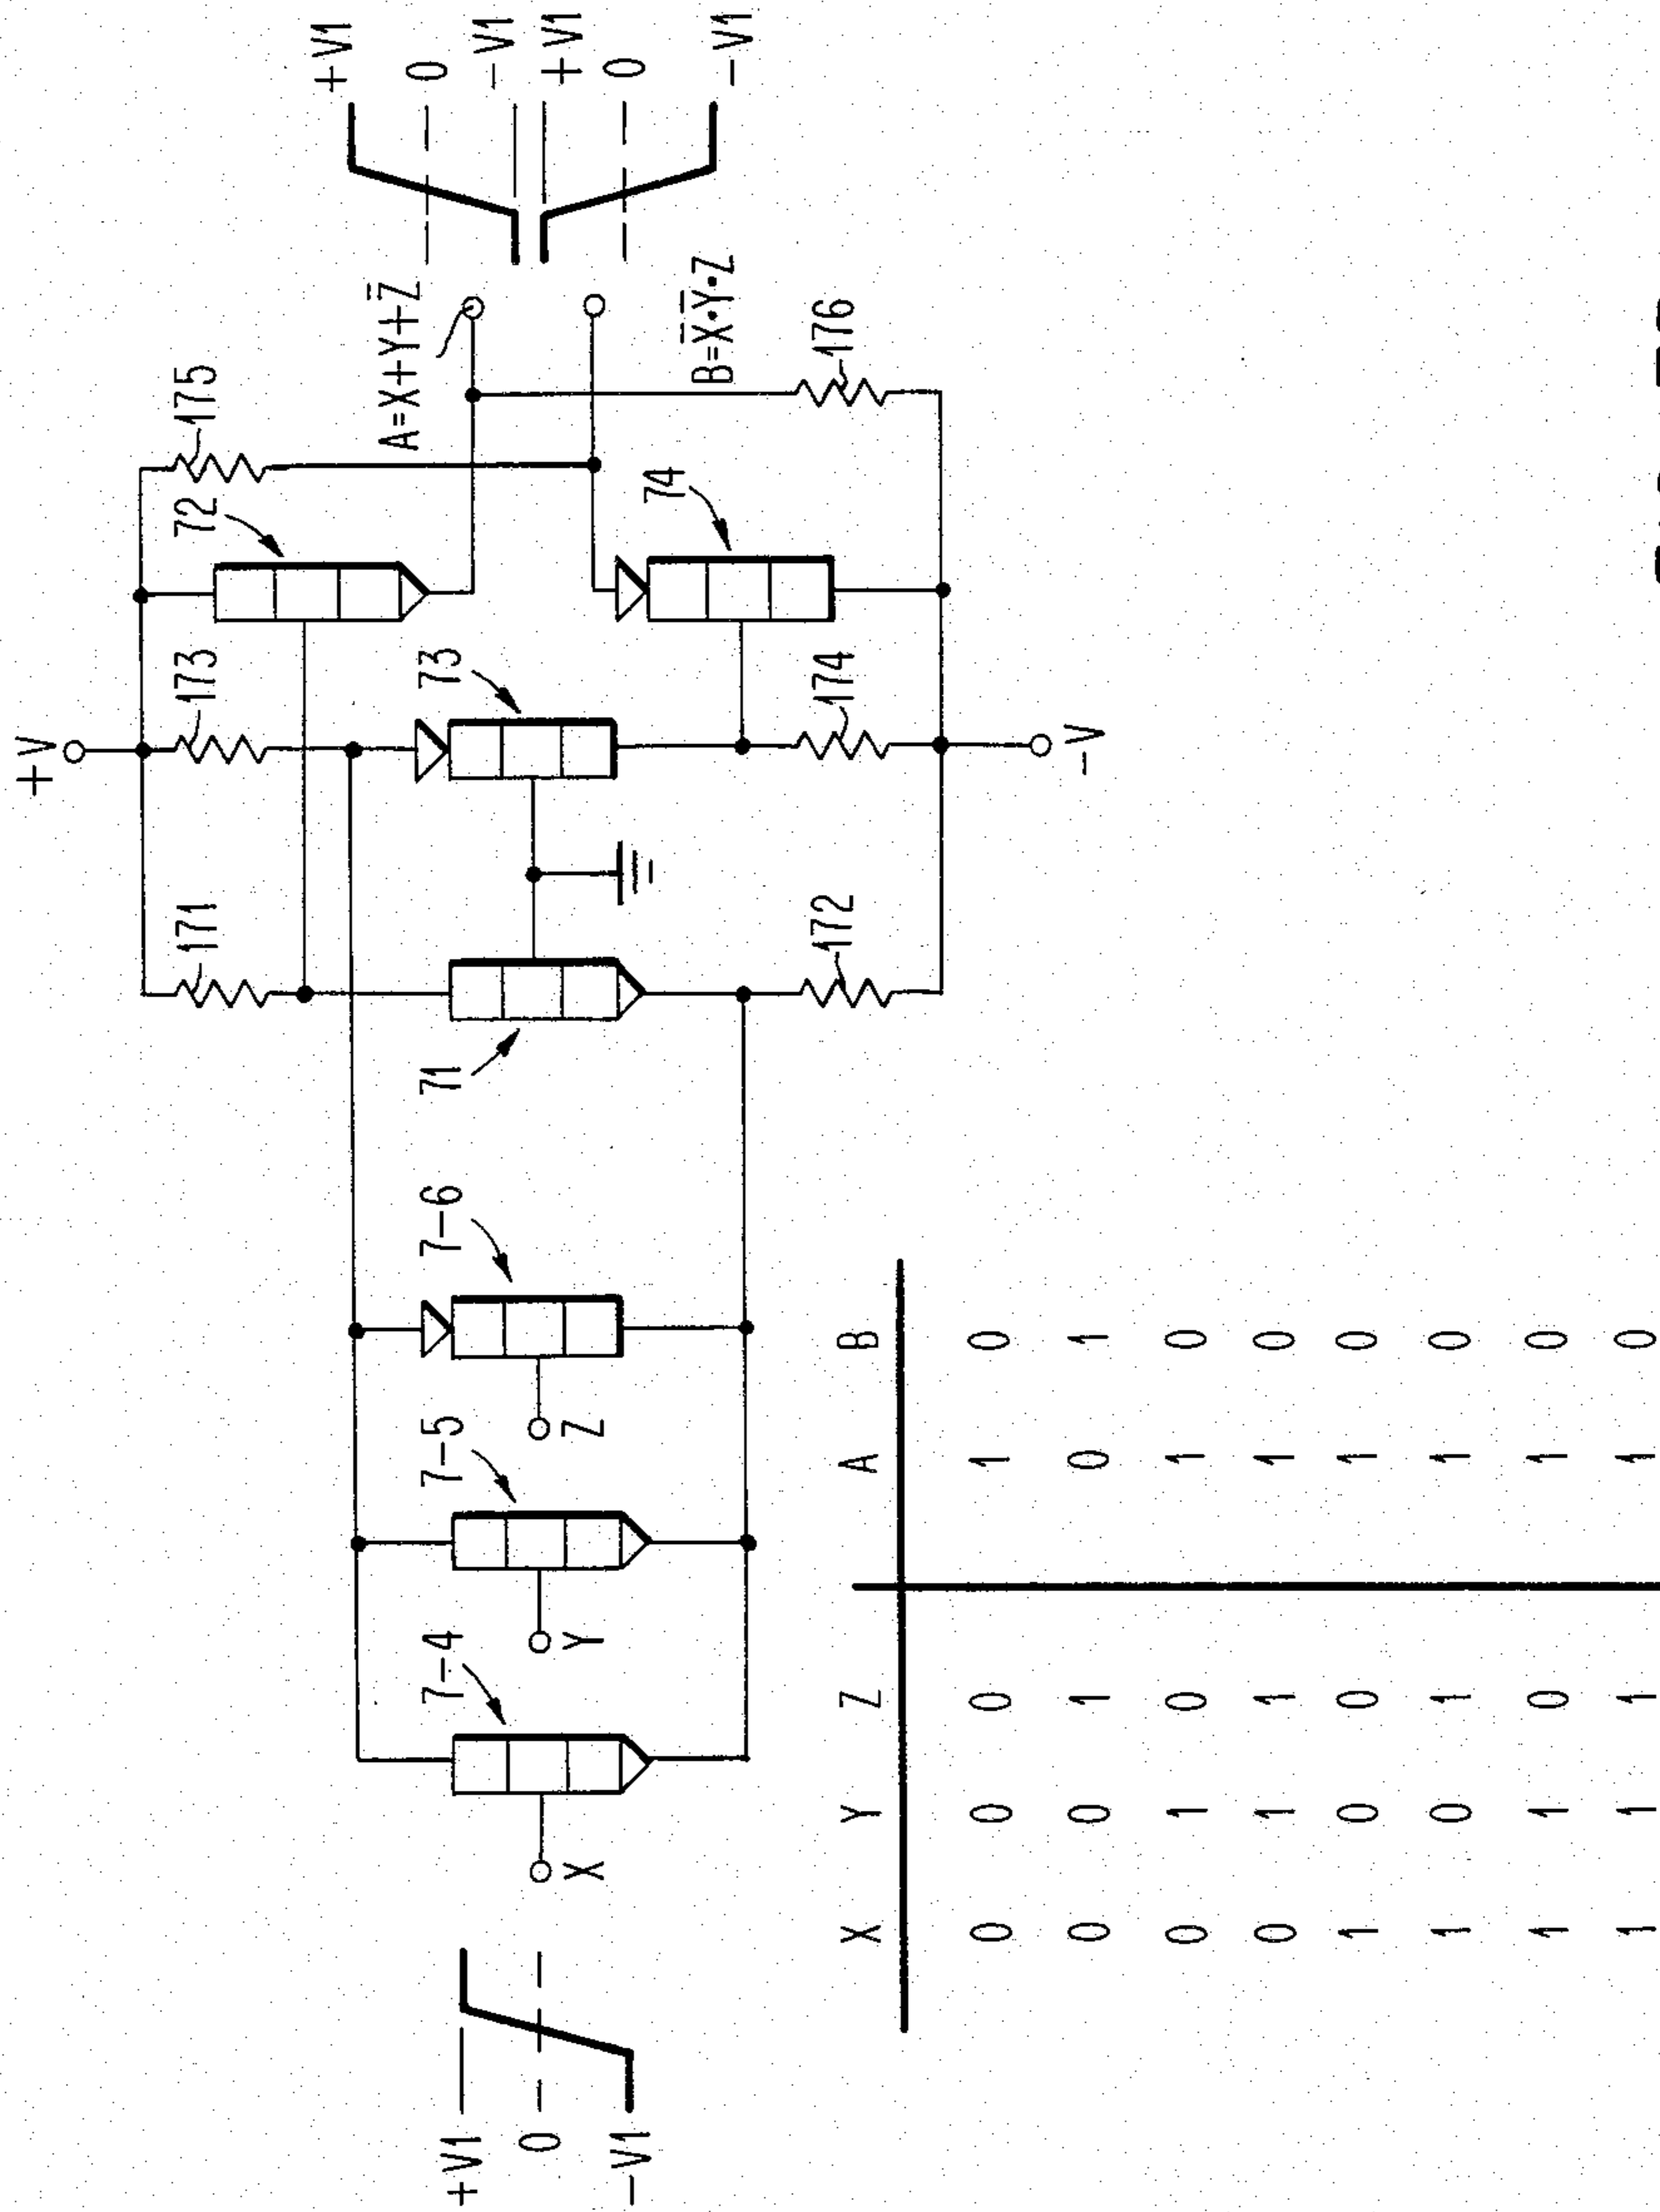 +V
171
173
72
175
+V1
0
-V1
A=X+Y+Z̄
+V1
0
-V1
+V1
0
-V1
7-4
7-5
7-6
71
73
X
Y
Z
74
B=X̄•Ȳ•Z
172
174
176
-V
X Y Z A B
0 0 0 1 0
0 0 1 0 1
0 1 0 1 0
0 1 1 1 0
1 0 0 1 0
1 0 1 1 0
1 1 0 1 0
1 1 1 1 0